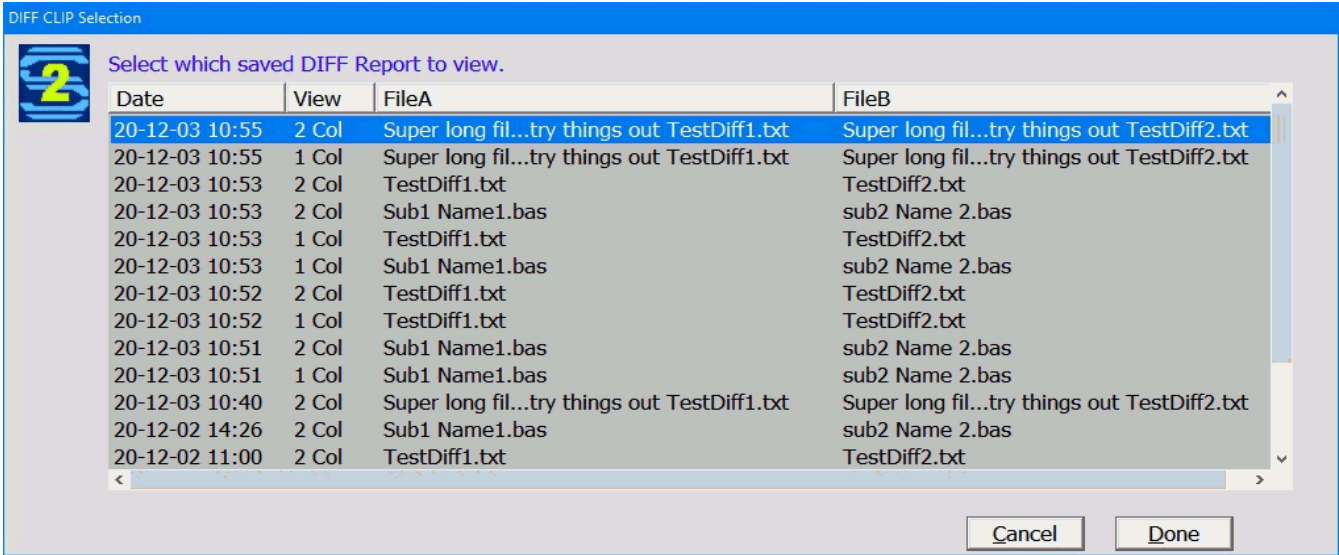 DIFF CLIP Selection
2
Select which saved DIFF Report to view.
Date View FileA FileB
20-12-03 10:55 2 Col Super long fil...try things out TestDiff1.txt Super long fil...try things out TestDiff2.txt
20-12-03 10:55 1 Col Super long fil...try things out TestDiff1.txt Super long fil...try things out TestDiff2.txt
20-12-03 10:53 2 Col TestDiff1.txt TestDiff2.txt
20-12-03 10:53 2 Col Sub1 Name1.bas sub2 Name 2.bas
20-12-03 10:53 1 Col TestDiff1.txt TestDiff2.txt
20-12-03 10:53 1 Col Sub1 Name1.bas sub2 Name 2.bas
20-12-03 10:52 2 Col TestDiff1.txt TestDiff2.txt
20-12-03 10:52 1 Col TestDiff1.txt TestDiff2.txt
20-12-03 10:51 2 Col Sub1 Name1.bas sub2 Name 2.bas
20-12-03 10:51 1 Col Sub1 Name1.bas sub2 Name 2.bas
20-12-03 10:40 2 Col Super long fil...try things out TestDiff1.txt Super long fil...try things out TestDiff2.txt
20-12-02 14:26 2 Col Sub1 Name1.bas sub2 Name 2.bas
20-12-02 11:00 2 Col TestDiff1.txt TestDiff2.txt
Cancel Done